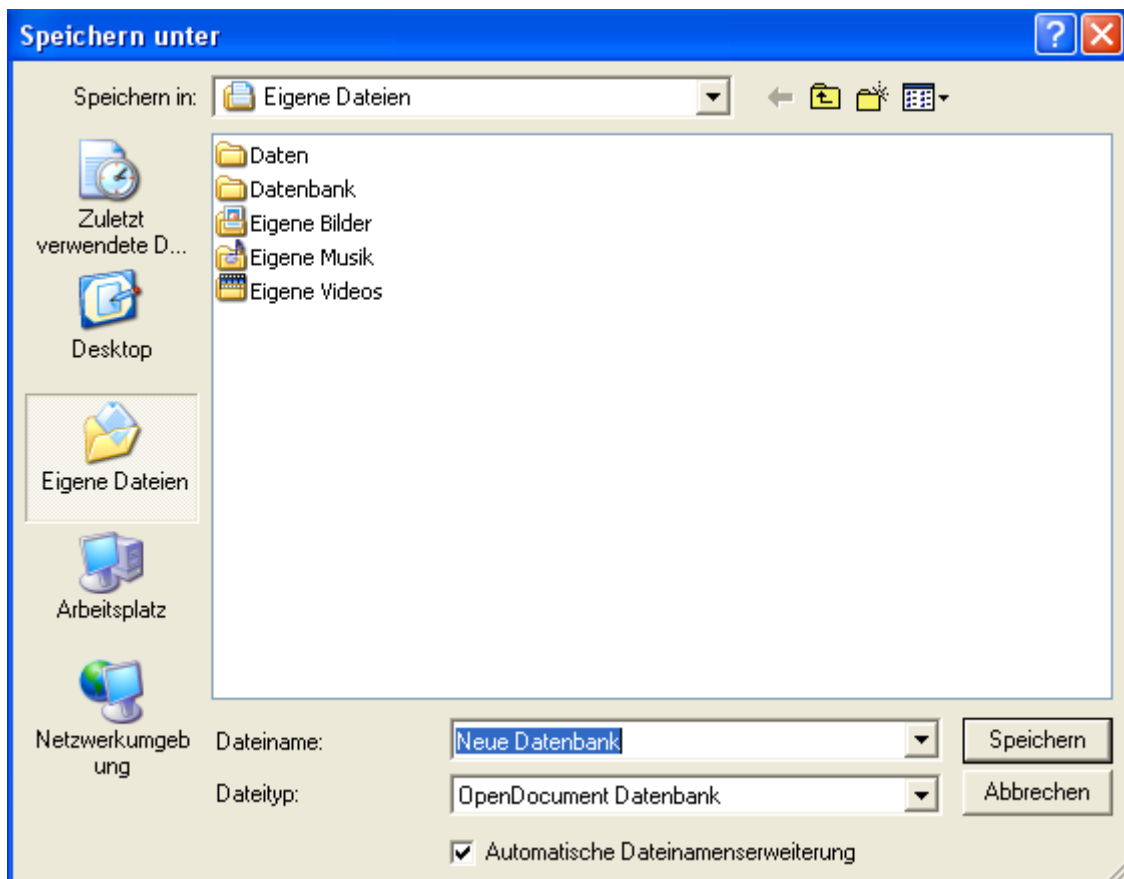 Speichern unter
Speichern in:
Eigene Dateien
Zuletzt
verwendete D...
Desktop
Eigene Dateien
Arbeitsplatz
Netzwerkumgeb
ung
Daten
Datenbank
Eigene Bilder
Eigene Musik
Eigene Videos
Dateiname:
Neue Datenbank
Speichern
Dateityp:
OpenDocument Datenbank
Abbrechen
Automatische Dateinamenserweiterung